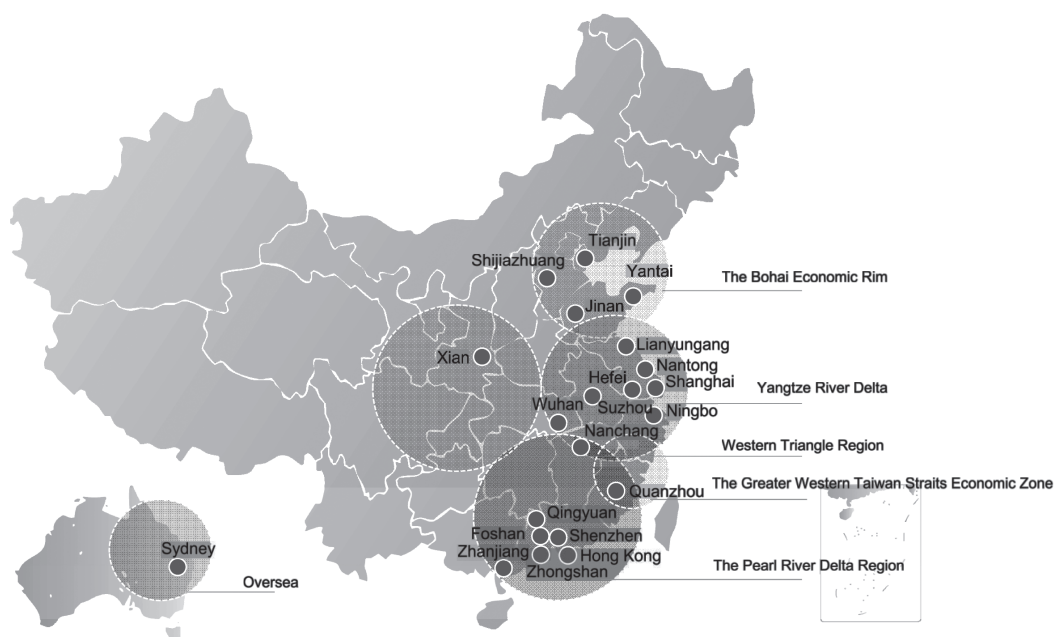 Tianjin
Shijiazhuang
Yantai
The Bohai Economic Rim
Jinan
Lianyungang
Xian
Nantong
Hefei
Shanghai
Yangtze River Delta
Wuhan
Suzhou
Ningbo
Nanchang
Western Triangle Region
The Greater Western Taiwan Straits Economic Zone
Quanzhou
Qingyuan
Foshan
Shenzhen
Sydney
Zhanjiang
Hong Kong
Zhongshan
The Pearl River Delta Region
Oversea